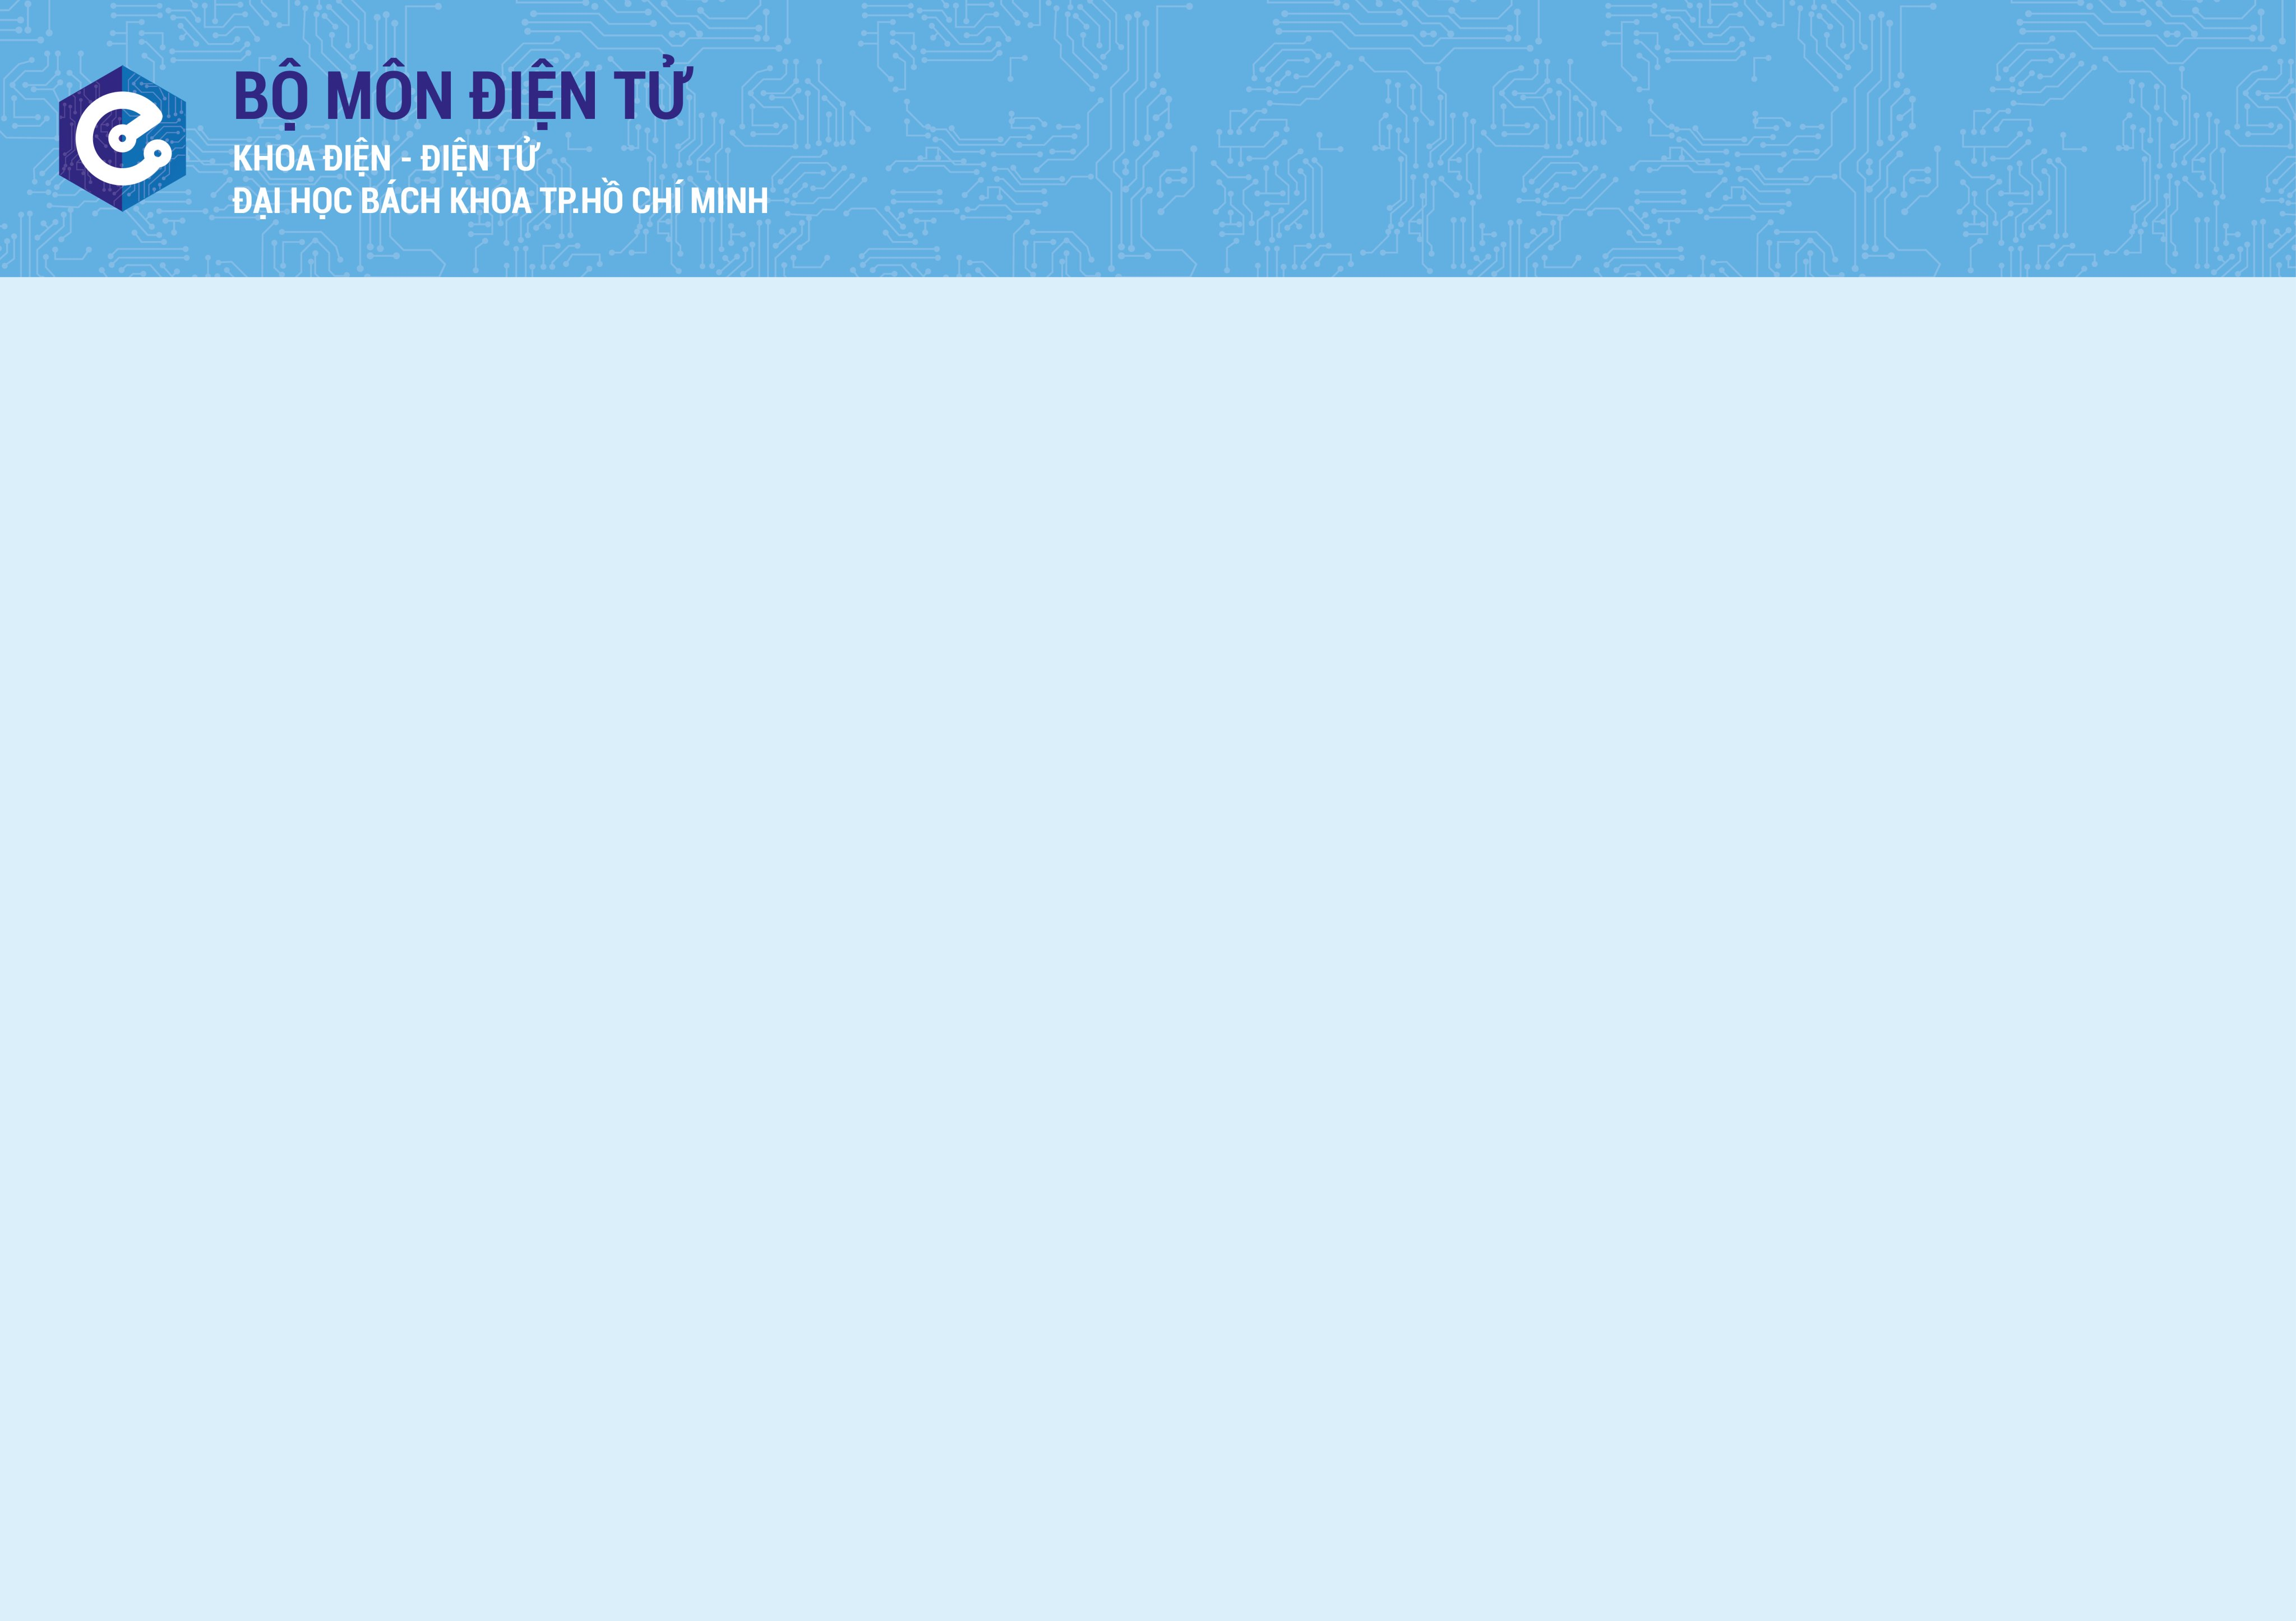 BỘ MÔN ĐIỆN TỬ
KHOA ĐIỆN - ĐIỆN TỬ
ĐẠI HỌC BÁCH KHOA TP.HỒ CHÍ MINH